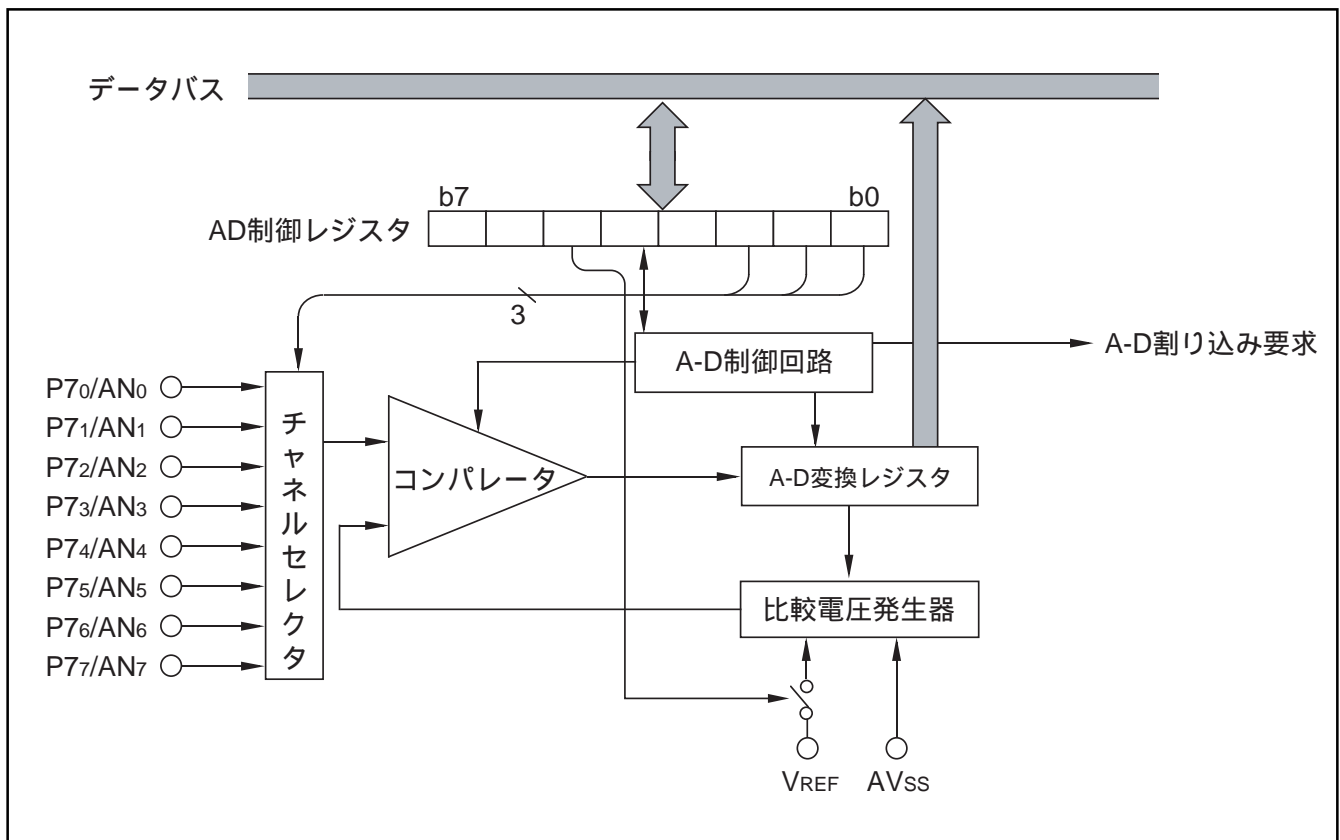 データバス
b7
b0
AD制御レジスタ
3
A-D制御回路
A-D割り込み要求
P70/AN0
P71/AN1
P72/AN2
P73/AN3
P74/AN4
P75/AN5
P76/AN6
P77/AN7
チャネルセレクタ
コンパレータ
A-D変換レジスタ
比較電圧発生器
VREF
AVSS